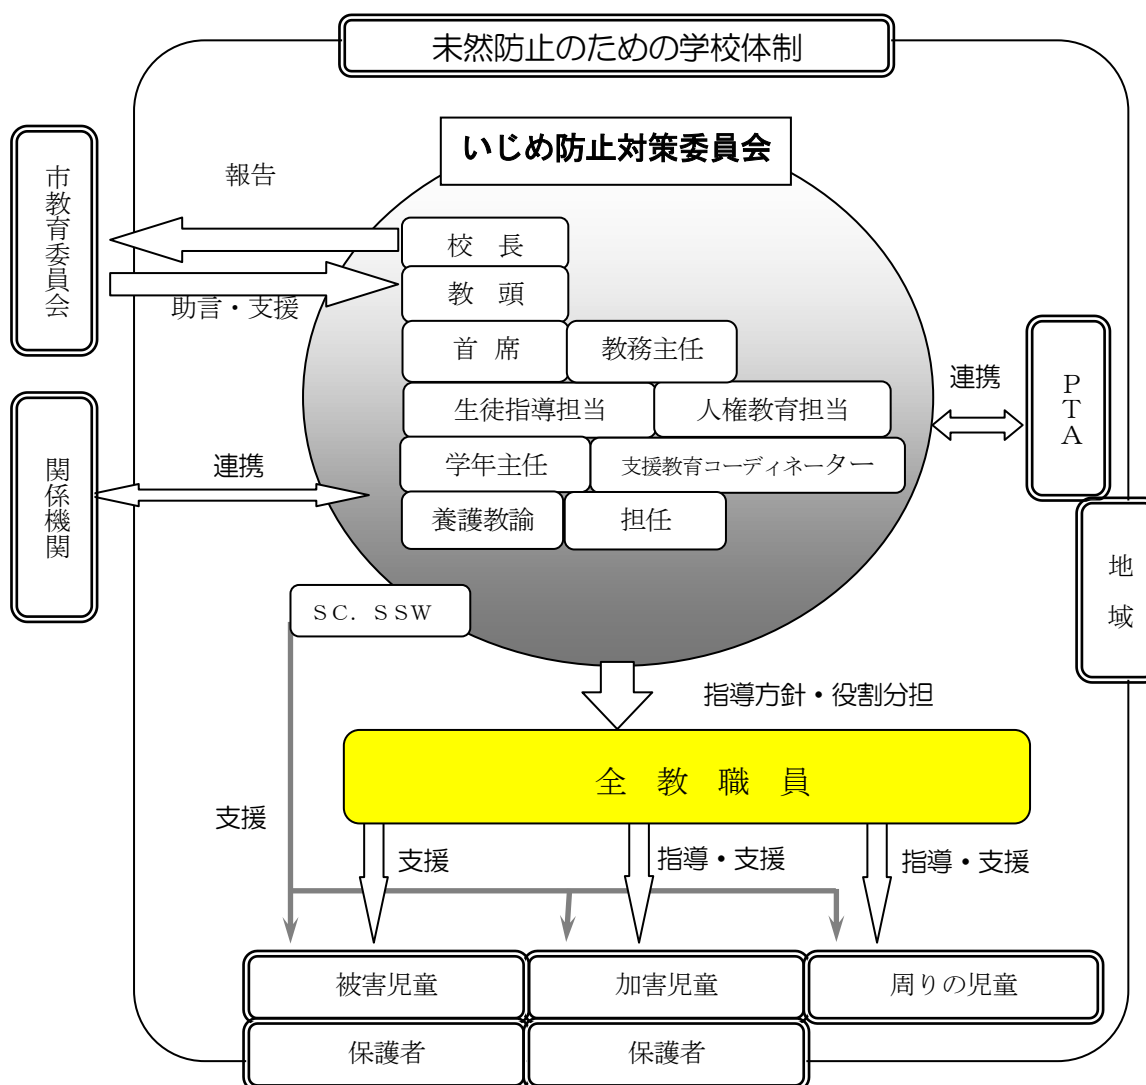 未然防止のための学校体制
いじめ防止対策委員会
市教育委員会
報告
助言・支援
校　長
教　頭
首　席
教務主任
生徒指導担当
人権教育担当
学年主任
支援教育コーディネーター
養護教諭
担任
ＳＣ．ＳＳＷ
関係機関
連携
連携
ＰＴＡ
地域
指導方針・役割分担
全　教　職　員
支援
支援
指導・支援
指導・支援
被害児童
加害児童
周りの児童
保護者
保護者